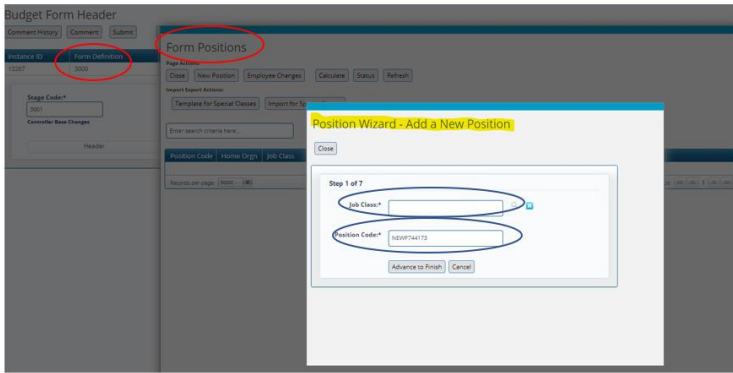 Budget Form Header
Comment History Comment Submit
Instance ID Form Definition
12267 3000
Stage Code:*
3001
Controller Base Changes
Header
Form Positions
Page Actions:
Close New Position Employee Changes Calculate Status Refresh
Import Export Actions:
Template for Special Classes Import for Sp
Enter search criteria here...
Position Code Home Orgn Job Class
Records per page:
Position Wizard - Add a New Position
Close
Step 1 of 7
Job Class:*
Position Code:* NEWP744173
Advance to Finish Cancel